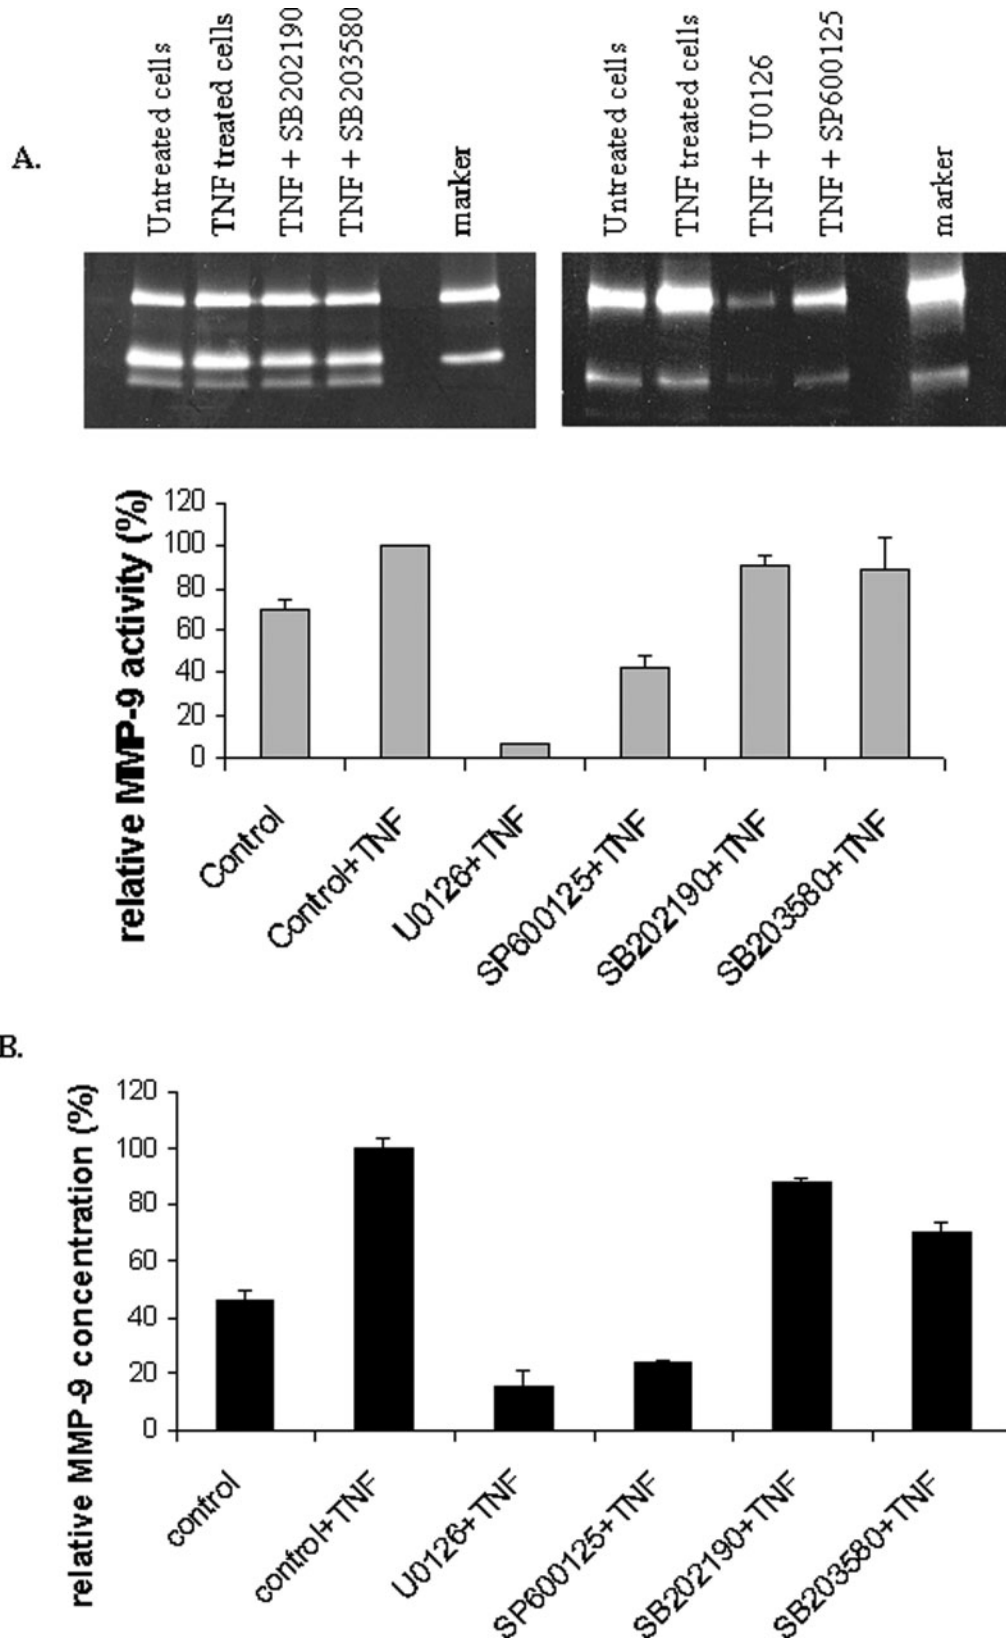 A.
Untreated cells
TNF treated cells
TNF + SB202190
TNF + SB203580
marker
Untreated cells
TNF treated cells
TNF + U0126
TNF + SP600125
marker
relative MMP-9 activity (%)
120
100
80
60
40
20
0
Control
Control+TNF
U0126+TNF
SP600125+TNF
SB202190+TNF
SB203580+TNF
B.
relative MMP-9 concentration (%)
120
100
80
60
40
20
0
control
control+TNF
U0126+TNF
SP600125+TNF
SB202190+TNF
SB203580+TNF